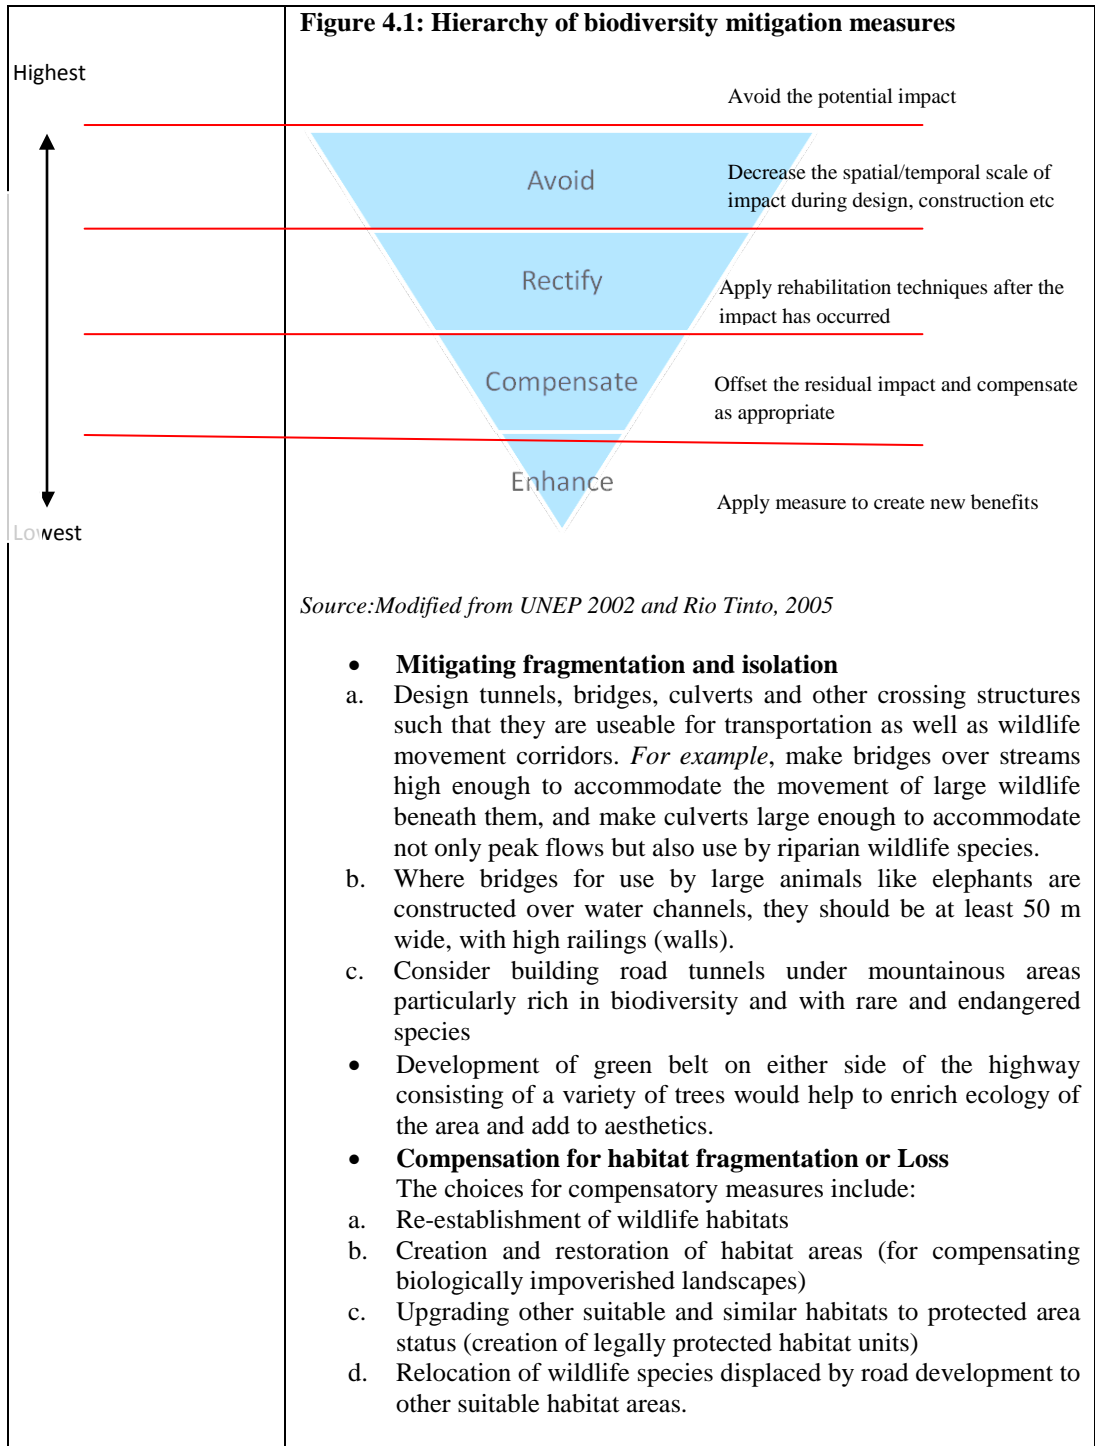 Figure 4.1: Hierarchy of biodiversity mitigation measures
Highest
Avoid the potential impact
Avoid
Decrease the spatial/temporal scale of
impact during design, construction etc
Rectify
Apply rehabilitation techniques after the
impact has occurred
Compensate
Offset the residual impact and compensate
as appropriate
Enhance
Apply measure to create new benefits
Lowest
Source:Modified from UNEP 2002 and Rio Tinto, 2005
• Mitigating fragmentation and isolation
a. Design tunnels, bridges, culverts and other crossing structures
such that they are useable for transportation as well as wildlife
movement corridors. For example, make bridges over streams
high enough to accommodate the movement of large wildlife
beneath them, and make culverts large enough to accommodate
not only peak flows but also use by riparian wildlife species.
b. Where bridges for use by large animals like elephants are
constructed over water channels, they should be at least 50 m
wide, with high railings (walls).
c. Consider building road tunnels under mountainous areas
particularly rich in biodiversity and with rare and endangered
species
• Development of green belt on either side of the highway
consisting of a variety of trees would help to enrich ecology of
the area and add to aesthetics.
• Compensation for habitat fragmentation or Loss
The choices for compensatory measures include:
a. Re-establishment of wildlife habitats
b. Creation and restoration of habitat areas (for compensating
biologically impoverished landscapes)
c. Upgrading other suitable and similar habitats to protected area
status (creation of legally protected habitat units)
d. Relocation of wildlife species displaced by road development to
other suitable habitat areas.